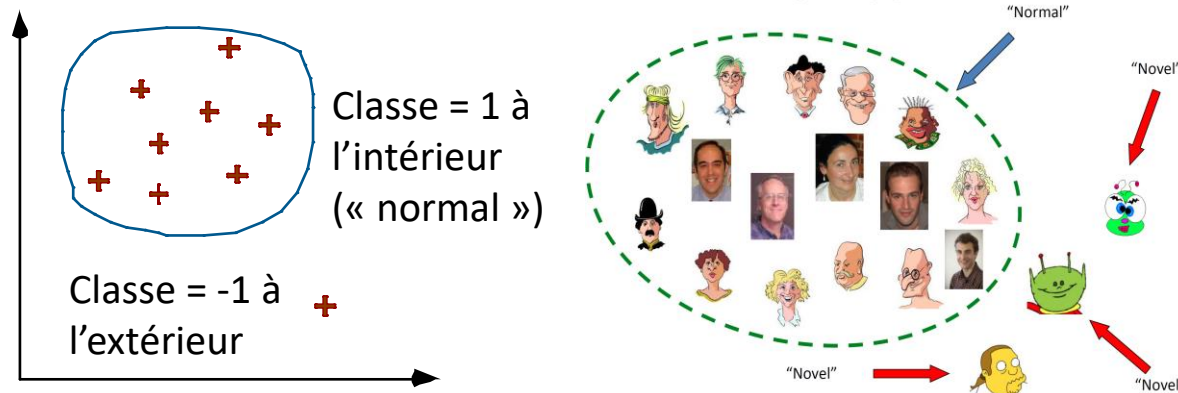 Classe = 1 à
l’intérieur
(« normal »)
Classe = -1 à
l’extérieur
“Normal”
“Novel”
“Novel”
“Novel